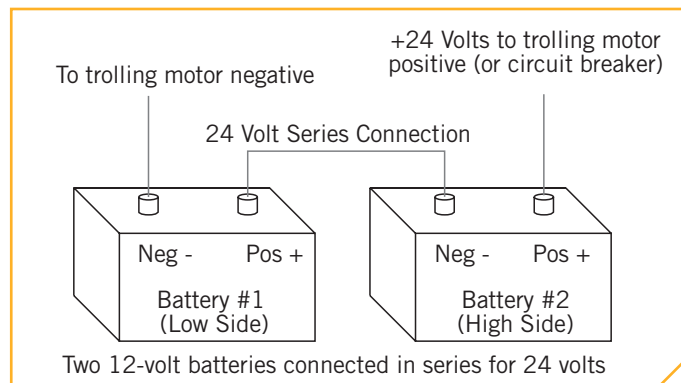 +24 Volts to trolling motor
positive (or circuit breaker)
To trolling motor negative
24 Volt Series Connection
Neg -
Pos +
Neg -
Pos +
Battery #1
(Low Side)
Battery #2
(High Side)
Two 12-volt batteries connected in series for 24 volts